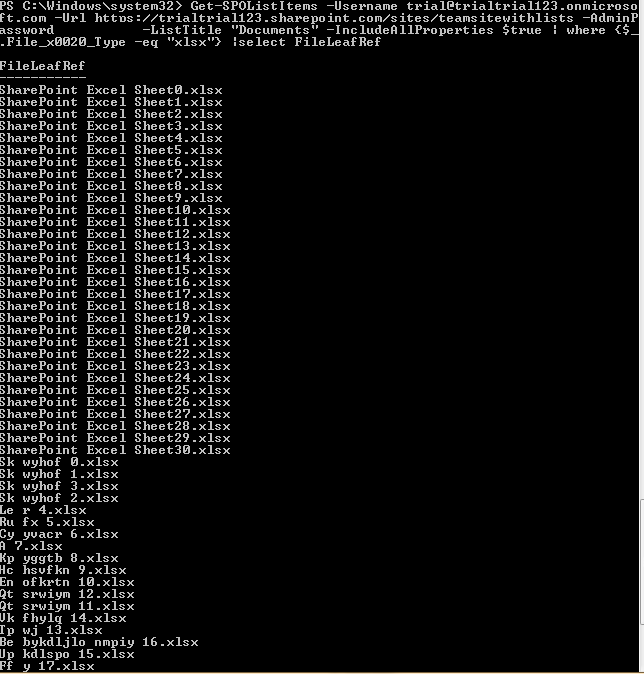 PS C:\Windows\system32> Get-SPOListItems -Username trial@trialtrial123.onmicroso
ft.com -Url https://trialtrial123.sharepoint.com/sites/teamsitewithlists -AdminP
assword -ListTitle "Documents" -IncludeAllProperties $true | where {$_
.File_x0020_Type -eq "xlsx"} |select FileLeafRef
FileLeafRef
-----------
SharePoint Excel Sheet0.xlsx
SharePoint Excel Sheet1.xlsx
SharePoint Excel Sheet2.xlsx
SharePoint Excel Sheet3.xlsx
SharePoint Excel Sheet4.xlsx
SharePoint Excel Sheet5.xlsx
SharePoint Excel Sheet6.xlsx
SharePoint Excel Sheet7.xlsx
SharePoint Excel Sheet8.xlsx
SharePoint Excel Sheet9.xlsx
SharePoint Excel Sheet10.xlsx
SharePoint Excel Sheet11.xlsx
SharePoint Excel Sheet12.xlsx
SharePoint Excel Sheet13.xlsx
SharePoint Excel Sheet14.xlsx
SharePoint Excel Sheet15.xlsx
SharePoint Excel Sheet16.xlsx
SharePoint Excel Sheet17.xlsx
SharePoint Excel Sheet18.xlsx
SharePoint Excel Sheet19.xlsx
SharePoint Excel Sheet20.xlsx
SharePoint Excel Sheet21.xlsx
SharePoint Excel Sheet22.xlsx
SharePoint Excel Sheet23.xlsx
SharePoint Excel Sheet24.xlsx
SharePoint Excel Sheet25.xlsx
SharePoint Excel Sheet26.xlsx
SharePoint Excel Sheet27.xlsx
SharePoint Excel Sheet28.xlsx
SharePoint Excel Sheet29.xlsx
SharePoint Excel Sheet30.xlsx
Sk wyhof 0.xlsx
Sk wyhof 1.xlsx
Sk wyhof 3.xlsx
Sk wyhof 2.xlsx
Le r 4.xlsx
Ru fx 5.xlsx
Cy yvacr 6.xlsx
A 7.xlsx
Kp yggtb 8.xlsx
Hc hsvfkn 9.xlsx
En ofkrtn 10.xlsx
Qt srwiym 12.xlsx
Qt srwiym 11.xlsx
Vk fhylq 14.xlsx
Tp wj 13.xlsx
Be bykdljlo nmpiy 16.xlsx
Up kdlspo 15.xlsx
Ff y 17.xlsx